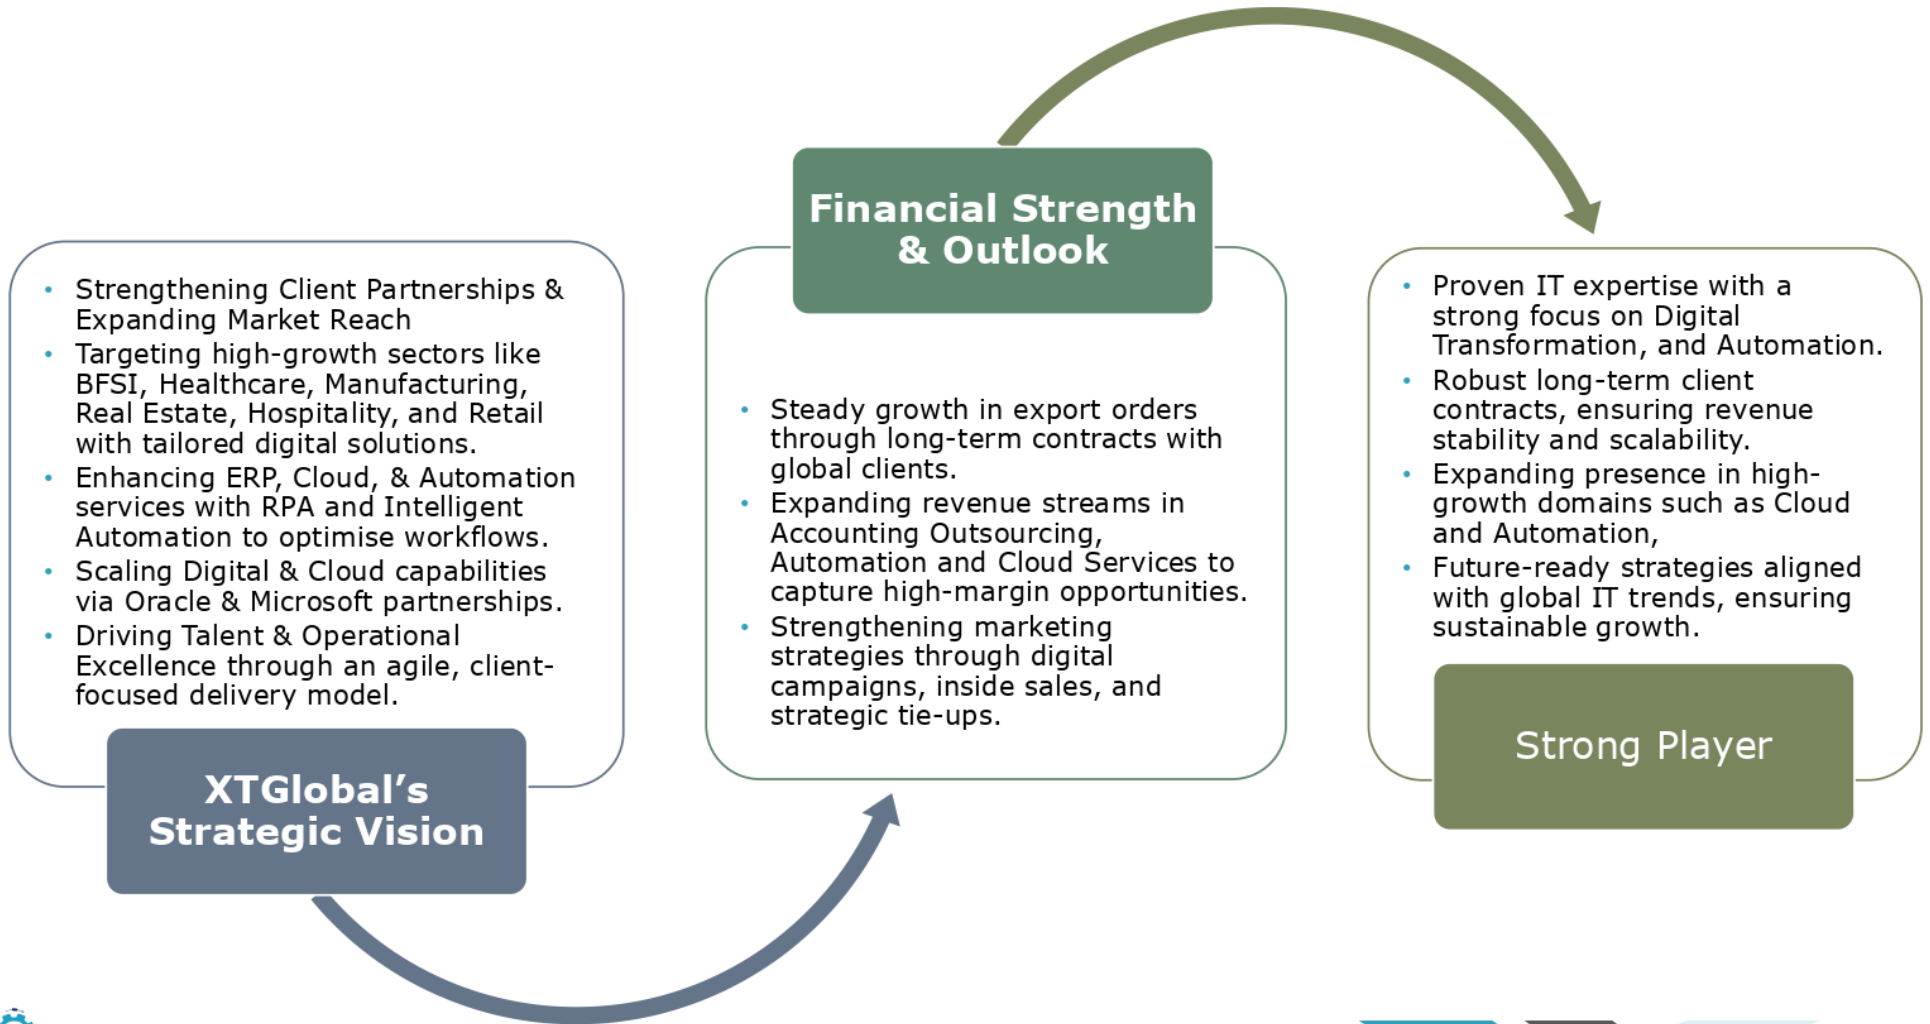 • Strengthening Client Partnerships &
Expanding Market Reach
• Targeting high-growth sectors like
BFSI, Healthcare, Manufacturing,
Real Estate, Hospitality, and Retail
with tailored digital solutions.
• Enhancing ERP, Cloud, & Automation
services with RPA and Intelligent
Automation to optimise workflows.
• Scaling Digital & Cloud capabilities
via Oracle & Microsoft partnerships.
• Driving Talent & Operational
Excellence through an agile, client-
focused delivery model.
XTGlobal’s
Strategic Vision
Financial Strength
& Outlook
• Steady growth in export orders
through long-term contracts with
global clients.
• Expanding revenue streams in
Accounting Outsourcing,
Automation and Cloud Services to
capture high-margin opportunities.
• Strengthening marketing
strategies through digital
campaigns, inside sales, and
strategic tie-ups.
• Proven IT expertise with a
strong focus on Digital
Transformation, and Automation.
• Robust long-term client
contracts, ensuring revenue
stability and scalability.
• Expanding presence in high-
growth domains such as Cloud
and Automation,
• Future-ready strategies aligned
with global IT trends, ensuring
sustainable growth.
Strong Player